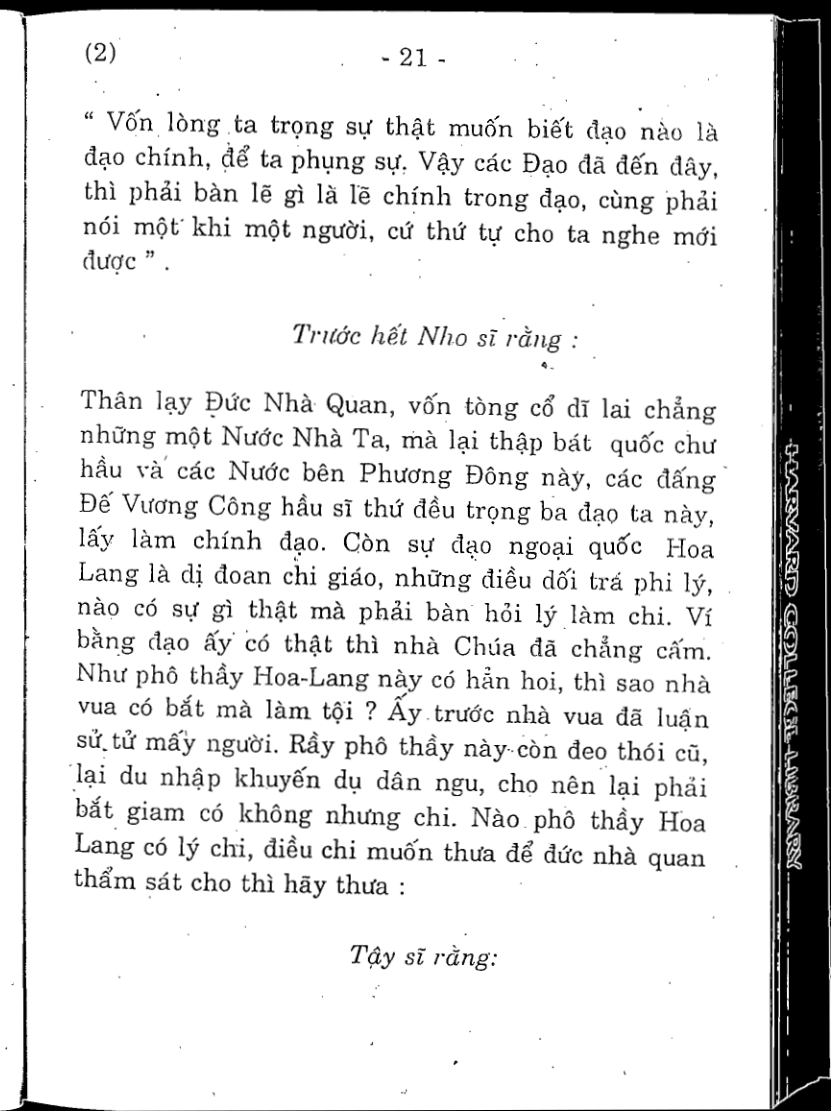 (2)
- 21 -
“ Vốn lòng ta trọng sự thật muốn biết đạo nào là
đạo chính, để ta phụng sự. Vậy các Đạo đã đến đây,
thì phải bàn lẽ gì là lẽ chính trong đạo, cùng phải
nói một khi một người, cứ thứ tự cho ta nghe mới
được ” .
Trước hết Nho sĩ rằng :
Thân lạy Đức Nhà Quan, vốn tòng cổ dĩ lai chẳng
những một Nước Nhà Ta, mà lại thập bát quốc chư
hầu và các Nước bên Phương Đông này, các đấng
Đế Vương Công hầu sĩ thứ đều trọng ba đạo ta này,
lấy làm chính đạo. Còn sự đạo ngoại quốc Hoa
Lang là dị đoan chi giáo, những điều dối trá phi lý,
nào có sự gì thật mà phải bàn hỏi lý làm chi. Ví
bằng đạo ấy có thật thì nhà Chúa đã chẳng cấm.
Như phô thầy Hoa-Lang này có hẳn hoi, thì sao nhà
vua có bắt mà làm tội ? Ấy trước nhà vua đã luận
sử tử mấy người. Rầy phô thầy này còn đeo thói cũ,
lại du nhập khuyến dụ dân ngu, cho nên lại phải
bắt giam có không nhưng chi. Nào phô thầy Hoa
Lang có lý chi, điều chi muốn thưa để đức nhà quan
thẩm sát cho thì hãy thưa :
Tậy sĩ rằng:
HARVARD COLLEGE LIBRARY